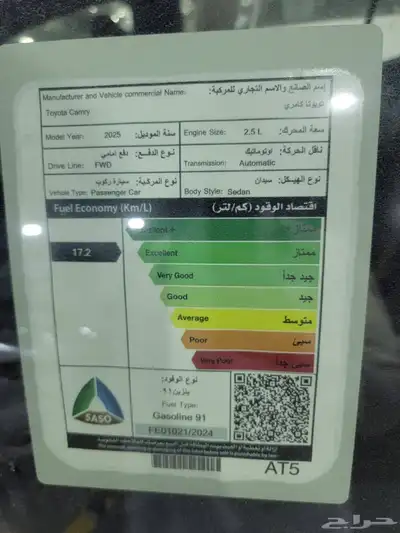 Manufacturer and Vehicle commercial Name: إسم الصانع والاسم التجاري للمركبة:
Toyota Camry تويوتا كامري
Model Year: 2025 سنة الموديل: Engine Size: 2.5 L سعة المحرك:
Drive Line: FWD نوع الدفع: دفع أمامي Transmission: Automatic ناقل الحركة: اوتوماتيك
Vehicle Type: Passenger Car نوع المركبة: سيارة ركوب Body Style: Sedan نوع الهيكل: سيدان
Fuel Economy (Km/L) اقتصاد الوقود (كم/لتر)
ممتاز
17.2 Excellent ممتاز
Very Good جيد جداً
Good جيد
Average متوسط
Poor سيئ
Very Poor سيئ جداً
نوع الوقود:
بنزين ٩١
Fuel Type:
Gasoline 91
SASO
FE01021/2024
AT5
حراج